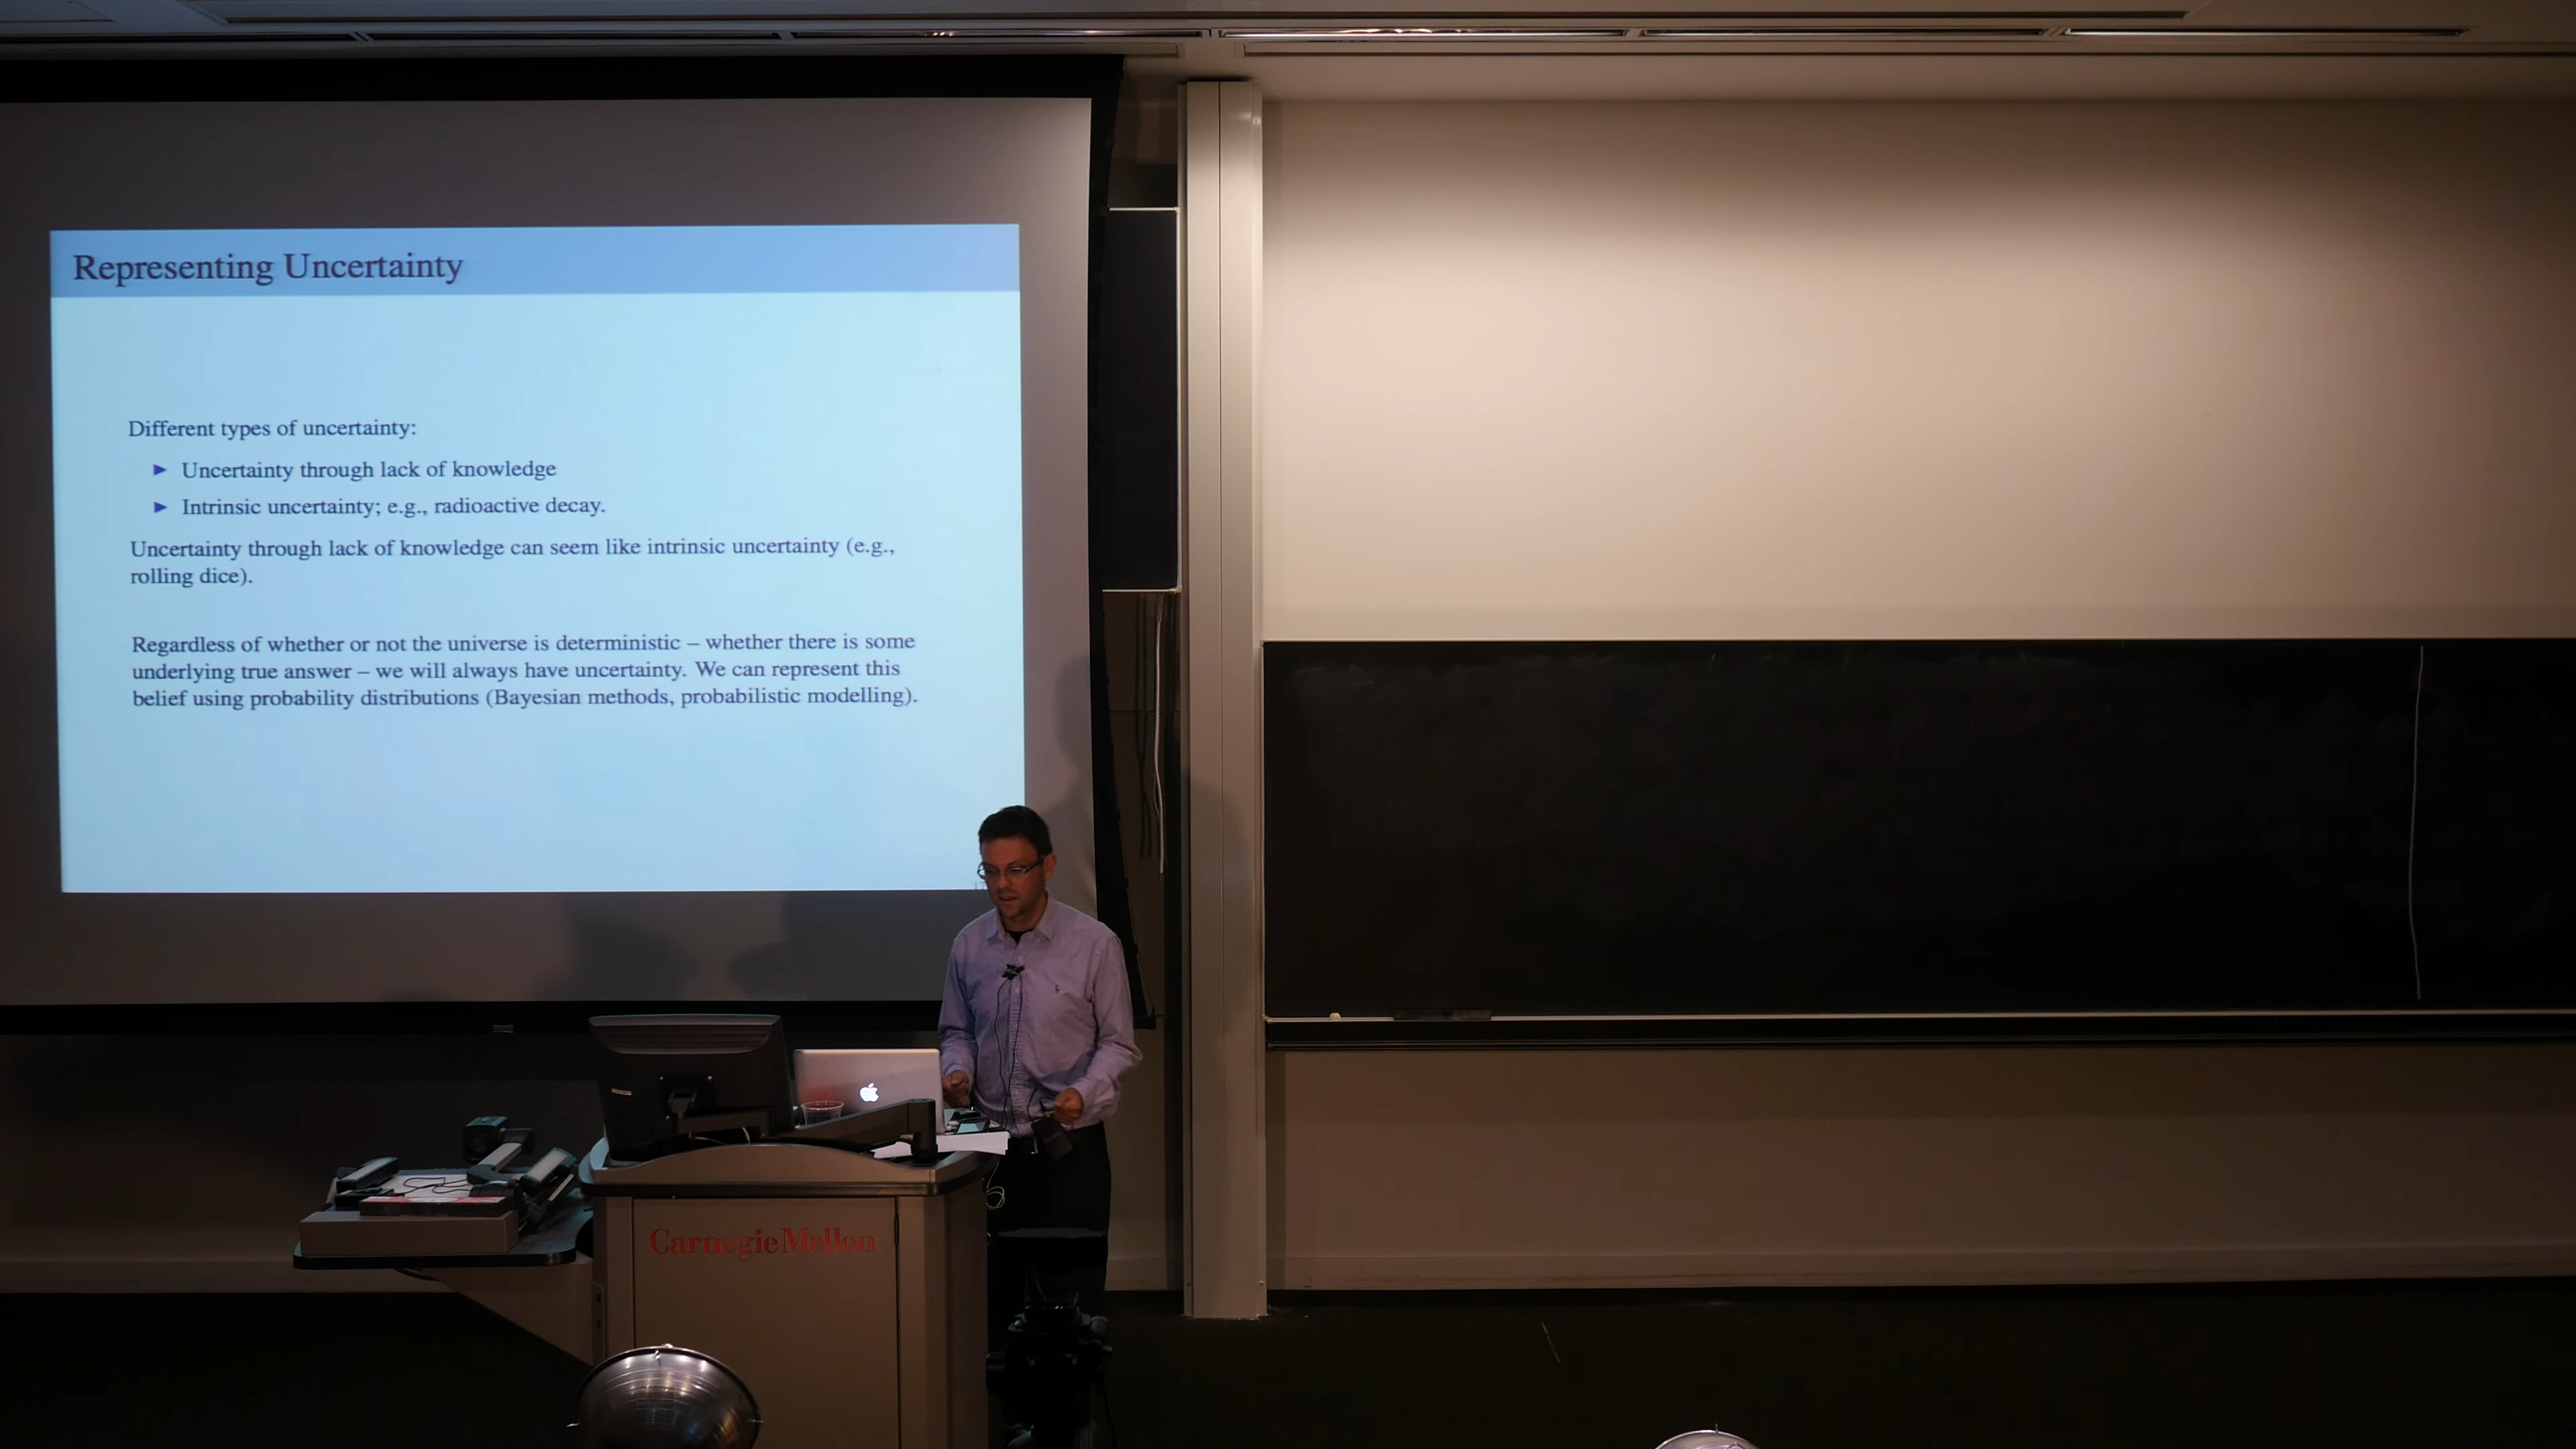 Representing Uncertainty
Different types of uncertainty:
► Uncertainty through lack of knowledge
► Intrinsic uncertainty; e.g., radioactive decay.
Uncertainty through lack of knowledge can seem like intrinsic uncertainty (e.g.,
rolling dice).
Regardless of whether or not the universe is deterministic – whether there is some
underlying true answer – we will always have uncertainty. We can represent this
belief using probability distributions (Bayesian methods, probabilistic modelling).
Carnegie Mellon